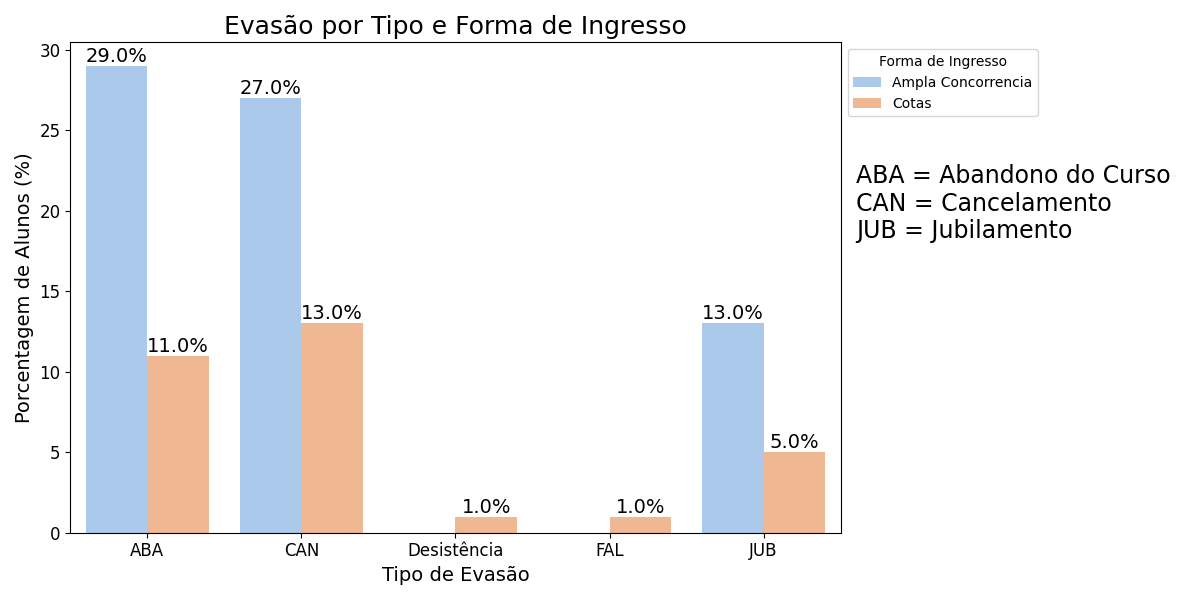 Evasão por Tipo e Forma de Ingresso
Porcentagem de Alunos (%)
30
25
20
15
10
5
0
29.0%
11.0%
27.0%
13.0%
1.0%
1.0%
13.0%
5.0%
ABA
CAN
Desistência
FAL
JUB
Tipo de Evasão
Forma de Ingresso
Ampla Concorrencia
Cotas
ABA = Abandono do Curso
CAN = Cancelamento
JUB = Jubilamento